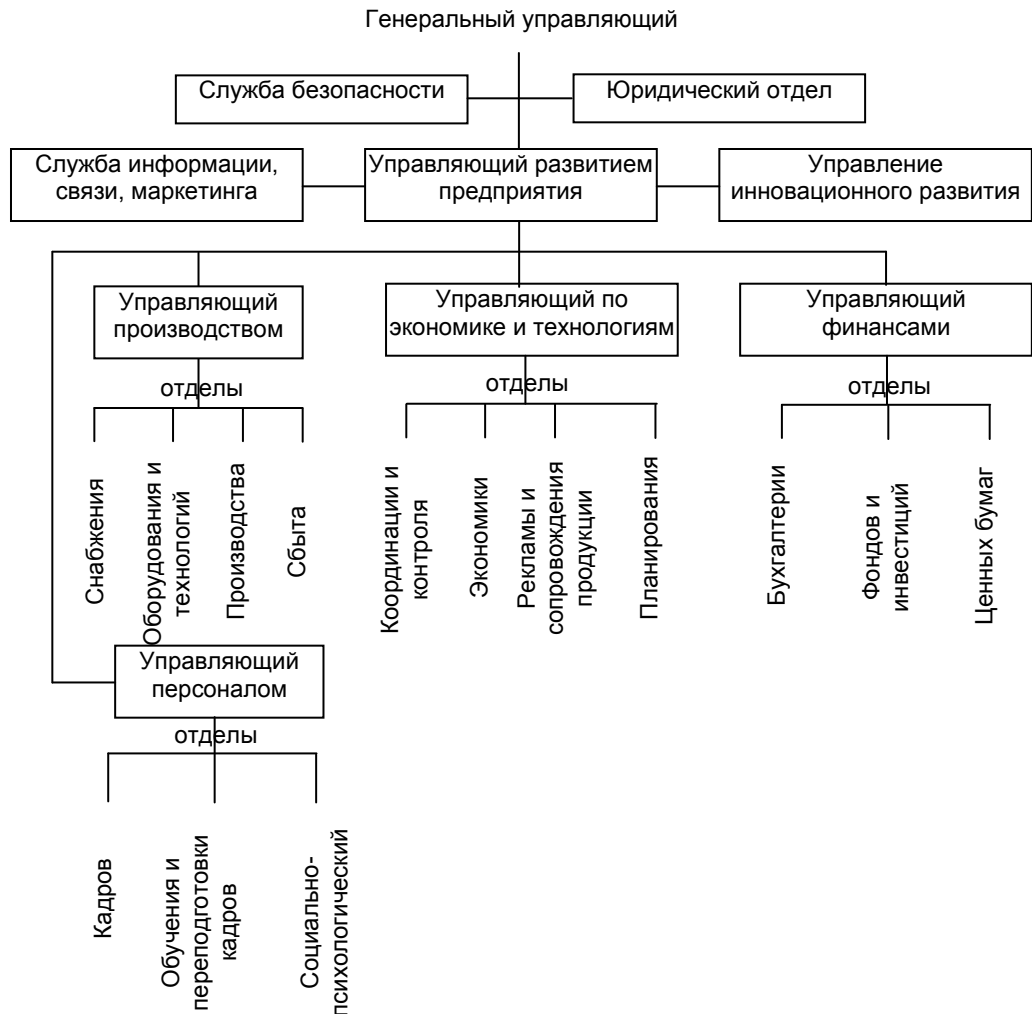 Генеральный управляющий
Служба безопасности
Юридический отдел
Служба информации,
связи, маркетинга
Управляющий развитием
предприятия
Управление
инновационного развития
Управляющий
производством
Управляющий по
экономике и технологиям
Управляющий
финансами
отделы
отделы
отделы
Снабжения
Оборудования и
технологий
Производства
Сбыта
Координации и
контроля
Экономики
Рекламы и
сопровождения
продукции
Планирования
Бухгалтерии
Фондов и
инвестиций
Ценных бумаг
Управляющий
персоналом
отделы
Кадров
Обучения и
переподготовки
кадров
Социально-
психологический